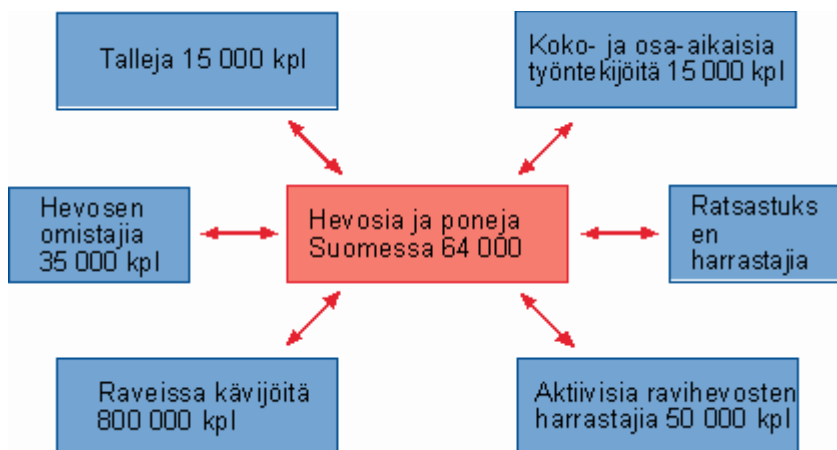 Talleja 15 000 kpl
Koko- ja osa-aikaisia
työntekijöitä 15 000 kpl
Hevosen
omistajia
35 000 kpl
Hevosia ja poneja
Suomessa 64 000
Ratsastuks
en
harrastajia
Raveissa kävijöitä
800 000 kpl
Aktiivisia ravihevosten
harrastajia 50 000 kpl